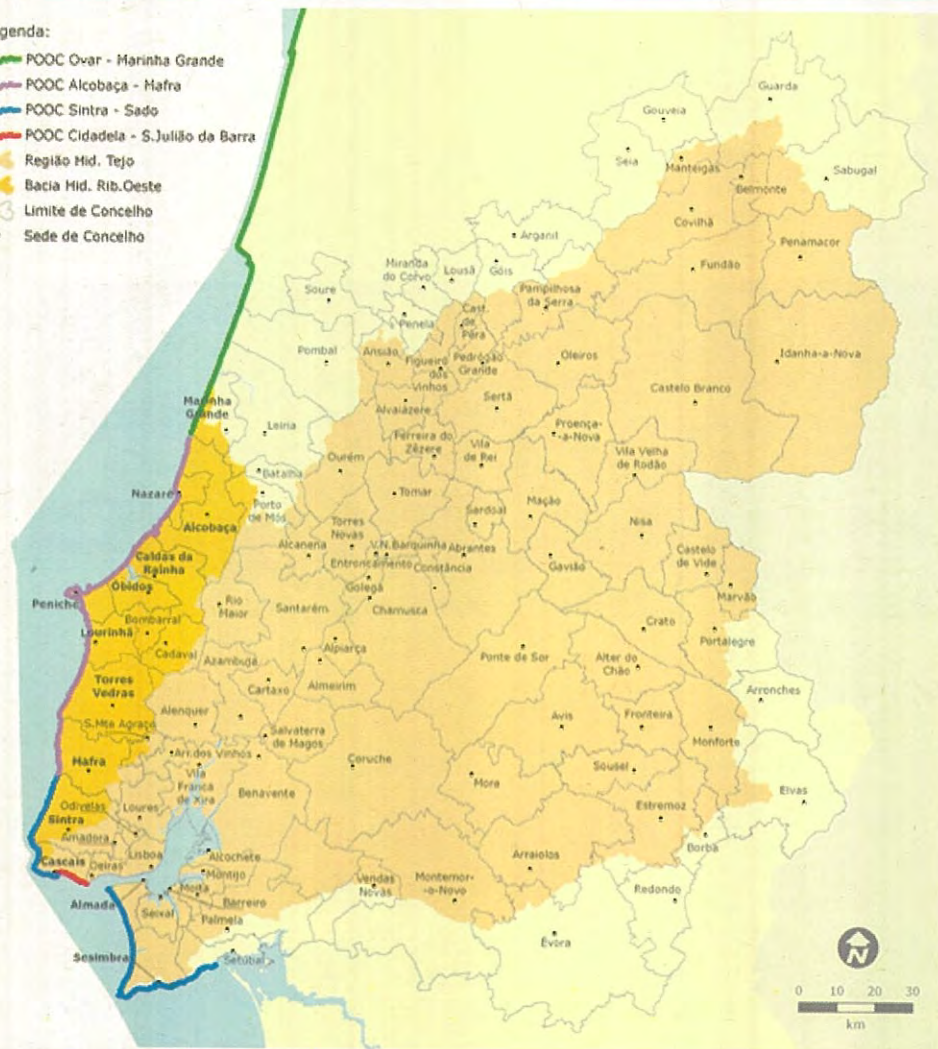 genda:
POOC Ovar - Marinha Grande
POOC Alcobaça - Mafra
POOC Sintra - Sado
POOC Cidadela - S.Julião da Barra
Região Hid. Tejo
Bacia Hid. Rib.Oeste
Limite de Concelho
Sede de Concelho
Guarda
Gouveia
Seia
Manteigas
Sabugal
Belmonte
Covilhã
Arganil
Penamacor
Miranda
do Corvo
Lousã
Góis
Fundão
Soure
Pampilhosa
da Serra
Cast.
de
Pêra
Penela
Pombal
Ansião
Figueiró
dos
Vinhos
Pedrógão
Grande
Oleiros
Idanha-a-Nova
Castelo Branco
Marinha
Grande
Alvaiázere
Sertã
Leiria
Ferreira do
Zêzere
Vila
de Rei
Proença-
-a-Nova
Vila Velha
de Rodão
Ourém
Batalha
Nazaré
Porto
de Mós
Tomar
Mação
Sardoal
Alcobaça
Torres
Novas
Nisa
Alcanena
V.N.Barquinha
Abrantes
Entroncamento
Constância
Gavião
Castelo
de Vide
Caldas da
Rainha
Óbidos
Golegã
Marvão
Peniche
Rio
Maior
Santarém
Chamusca
Crato
Bombarral
Lourinhã
Portalegre
Cadaval
Azambuja
Alpiarça
Ponte de Sor
Alter do
Chão
Torres
Vedras
Cartaxo
Almeirim
Arronches
Alenquer
Avis
Fronteira
S.Mte Agraço
Salvaterra
de Magos
Monforte
Arr.dos Vinhos
Coruche
Mafra
Vila
Franca
de Xira
Benavente
Mora
Sousel
Elvas
Odivelas
Loures
Estremoz
Sintra
Amadora
Borba
Lisboa
Alcochete
Arraiolos
Cascais
Oeiras
Montijo
Vendas
Novas
Montemor-
-o-Novo
Redondo
Moita
Almada
Seixal
Barreiro
Palmela
Évora
Sesimbra
Setúbal
N
0 10 20 30
km